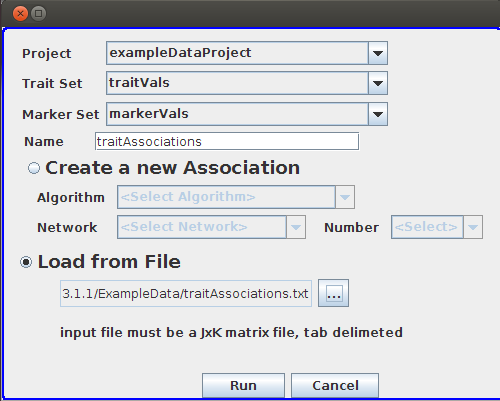 Project exampleDataProject
Trait Set traitVals
Marker Set markerVals
Name traitAssociations
Create a new Association
Algorithm <Select Algorithm>
Network <Select Network> Number <Select>
Load from File
3.1.1/ExampleData/traitAssociations.txt ...
input file must be a JxK matrix file, tab delimeted
Run Cancel